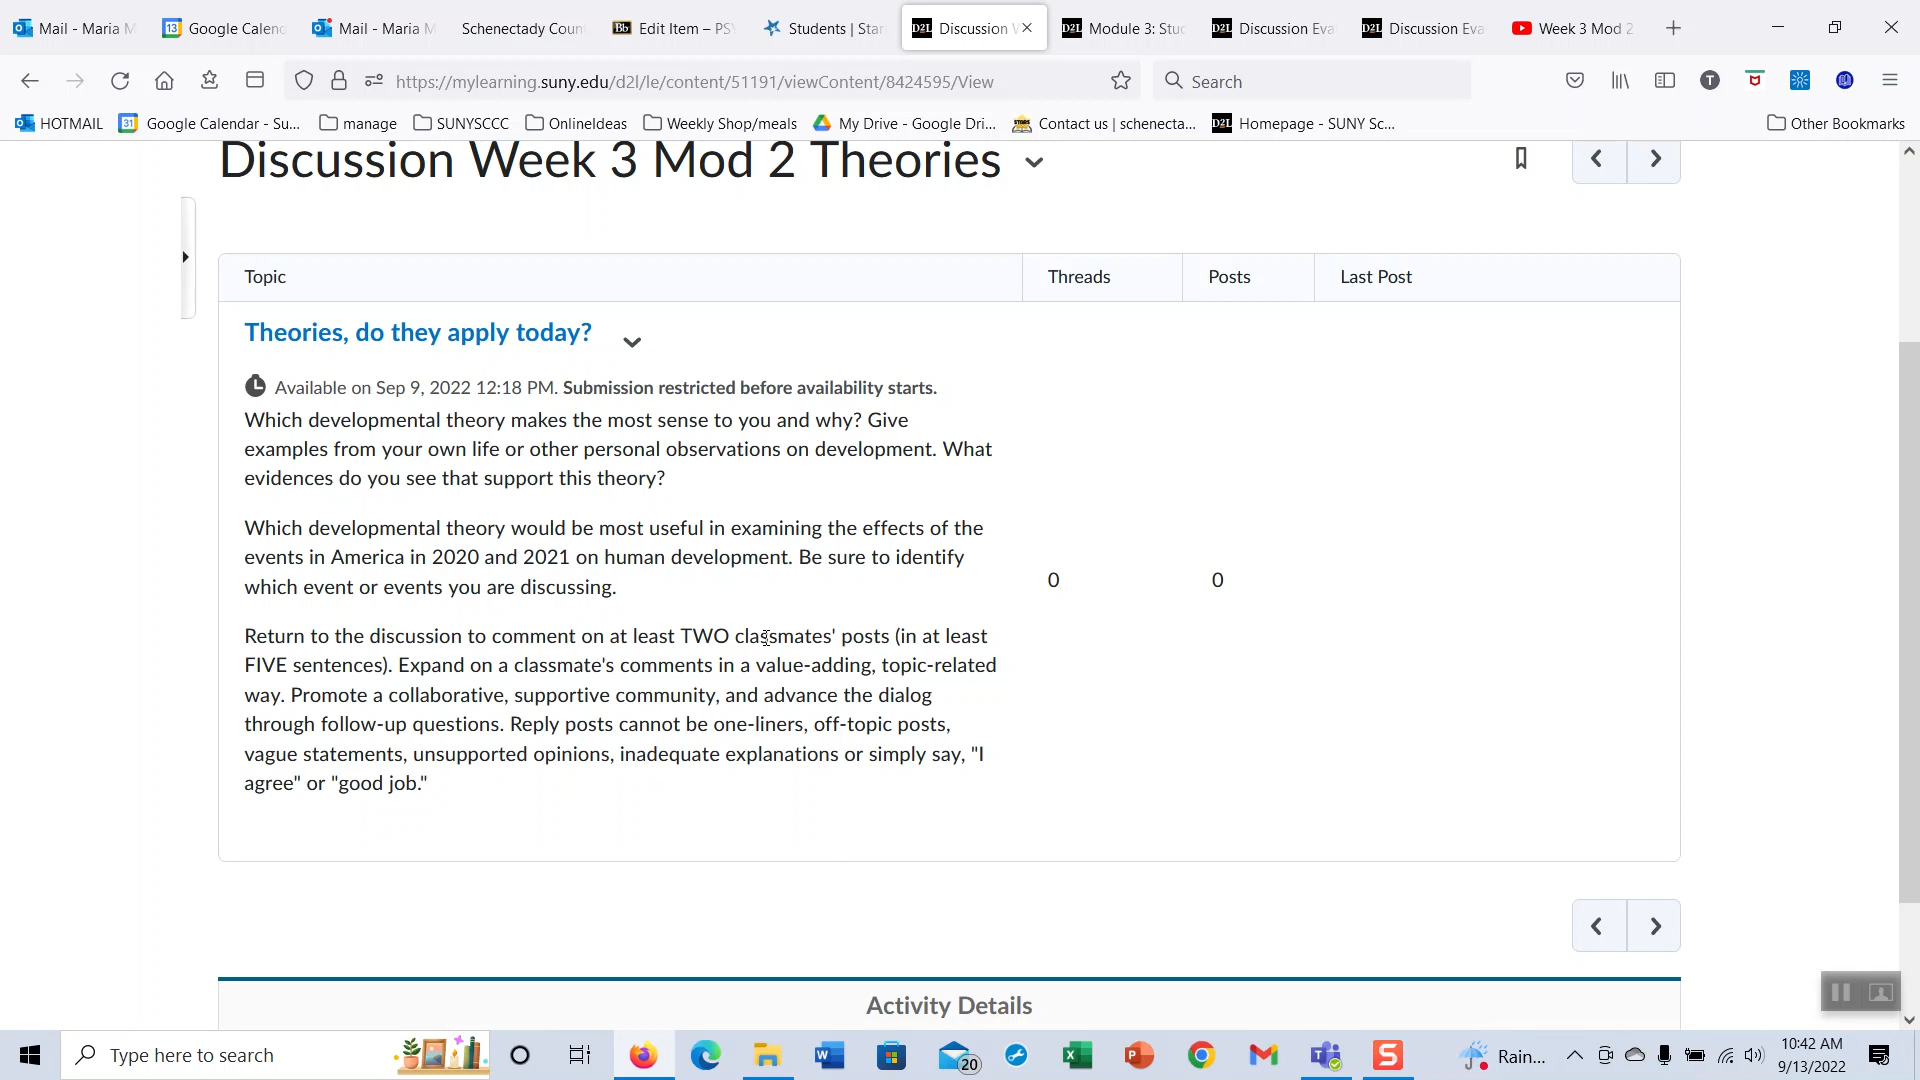 Mail - Maria M
Google Calen
Mail - Maria M
Schenectady Coun
Bb Edit Item – PSY
Students | Star
D2L Discussion W
D2L Module 3: Stud
D2L Discussion Eva
D2L Discussion Eva
Week 3 Mod 2
https://mylearning.suny.edu/d2l/le/content/51191/viewContent/8424595/View
Search
HOTMAIL
31 Google Calendar - Su...
manage
SUNYSCCC
OnlineIdeas
Weekly Shop/meals
My Drive - Google Dri...
Contact us | schenecta...
D2L Homepage - SUNY Sc...
Other Bookmarks
Discussion Week 3 Mod 2 Theories
Topic Threads Posts Last Post
Theories, do they apply today?
Available on Sep 9, 2022 12:18 PM. Submission restricted before availability starts.
Which developmental theory makes the most sense to you and why? Give
examples from your own life or other personal observations on development. What
evidences do you see that support this theory?
Which developmental theory would be most useful in examining the effects of the
events in America in 2020 and 2021 on human development. Be sure to identify
which event or events you are discussing.
0 0
Return to the discussion to comment on at least TWO classmates' posts (in at least
FIVE sentences). Expand on a classmate's comments in a value-adding, topic-related
way. Promote a collaborative, supportive community, and advance the dialog
through follow-up questions. Reply posts cannot be one-liners, off-topic posts,
vague statements, unsupported opinions, inadequate explanations or simply say, "I
agree" or "good job."
Activity Details
Type here to search
20
Rain...
10:42 AM
9/13/2022